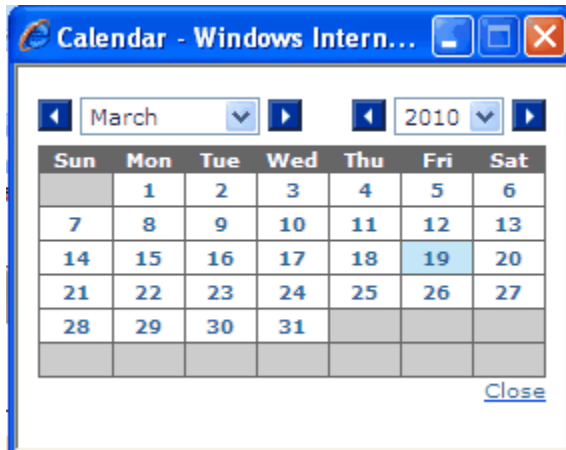 Calendar - Windows Intern...
March 2010
Sun Mon Tue Wed Thu Fri Sat
1 2 3 4 5 6
7 8 9 10 11 12 13
14 15 16 17 18 19 20
21 22 23 24 25 26 27
28 29 30 31
Close